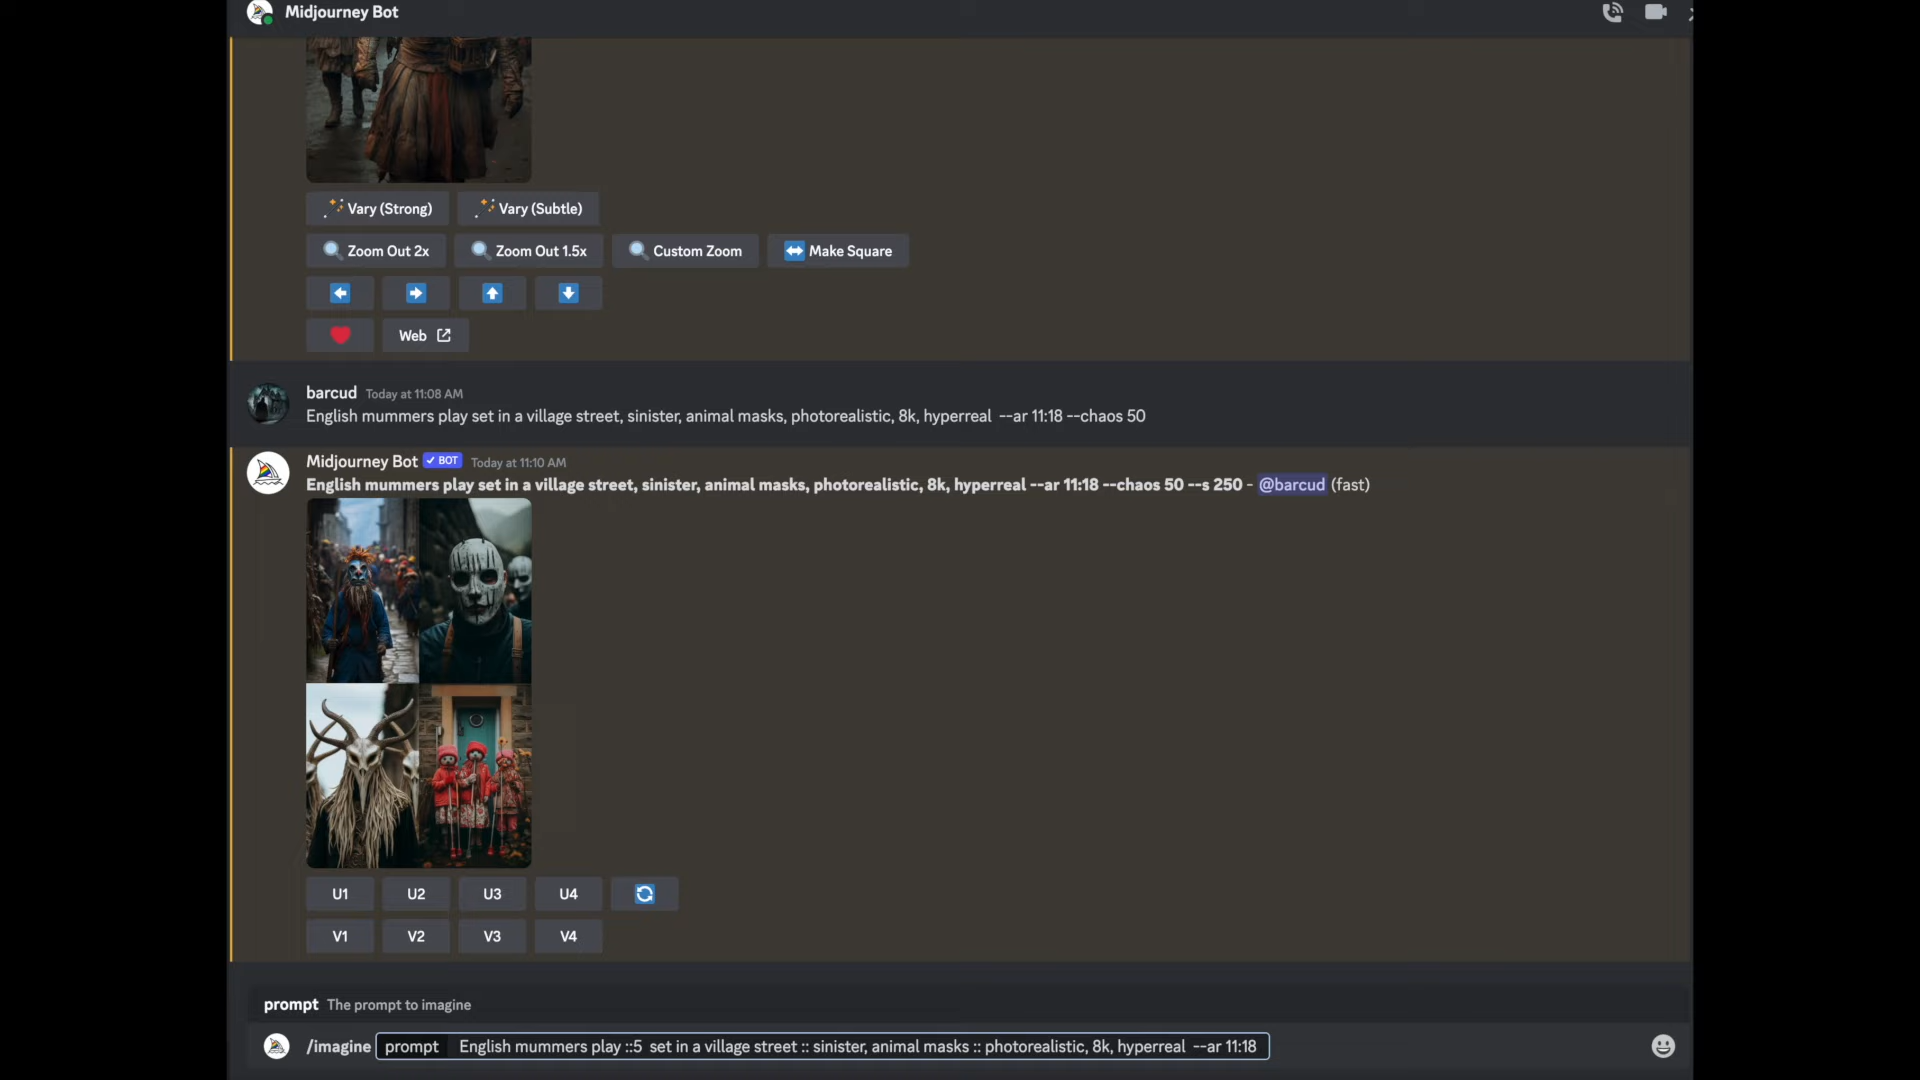 Midjourney Bot
Vary (Strong) Vary (Subtle)
Zoom Out 2x Zoom Out 1.5x Custom Zoom Make Square
Web
barcud Today at 11:08 AM
English mummers play set in a village street, sinister, animal masks, photorealistic, 8k, hyperreal --ar 11:18 --chaos 50
Midjourney Bot ✓ BOT Today at 11:10 AM
English mummers play set in a village street, sinister, animal masks, photorealistic, 8k, hyperreal --ar 11:18 --chaos 50 --s 250 - @barcud (fast)
U1 U2 U3 U4
V1 V2 V3 V4
prompt The prompt to imagine
/imagine prompt English mummers play ::5 set in a village street :: sinister, animal masks :: photorealistic, 8k, hyperreal --ar 11:18